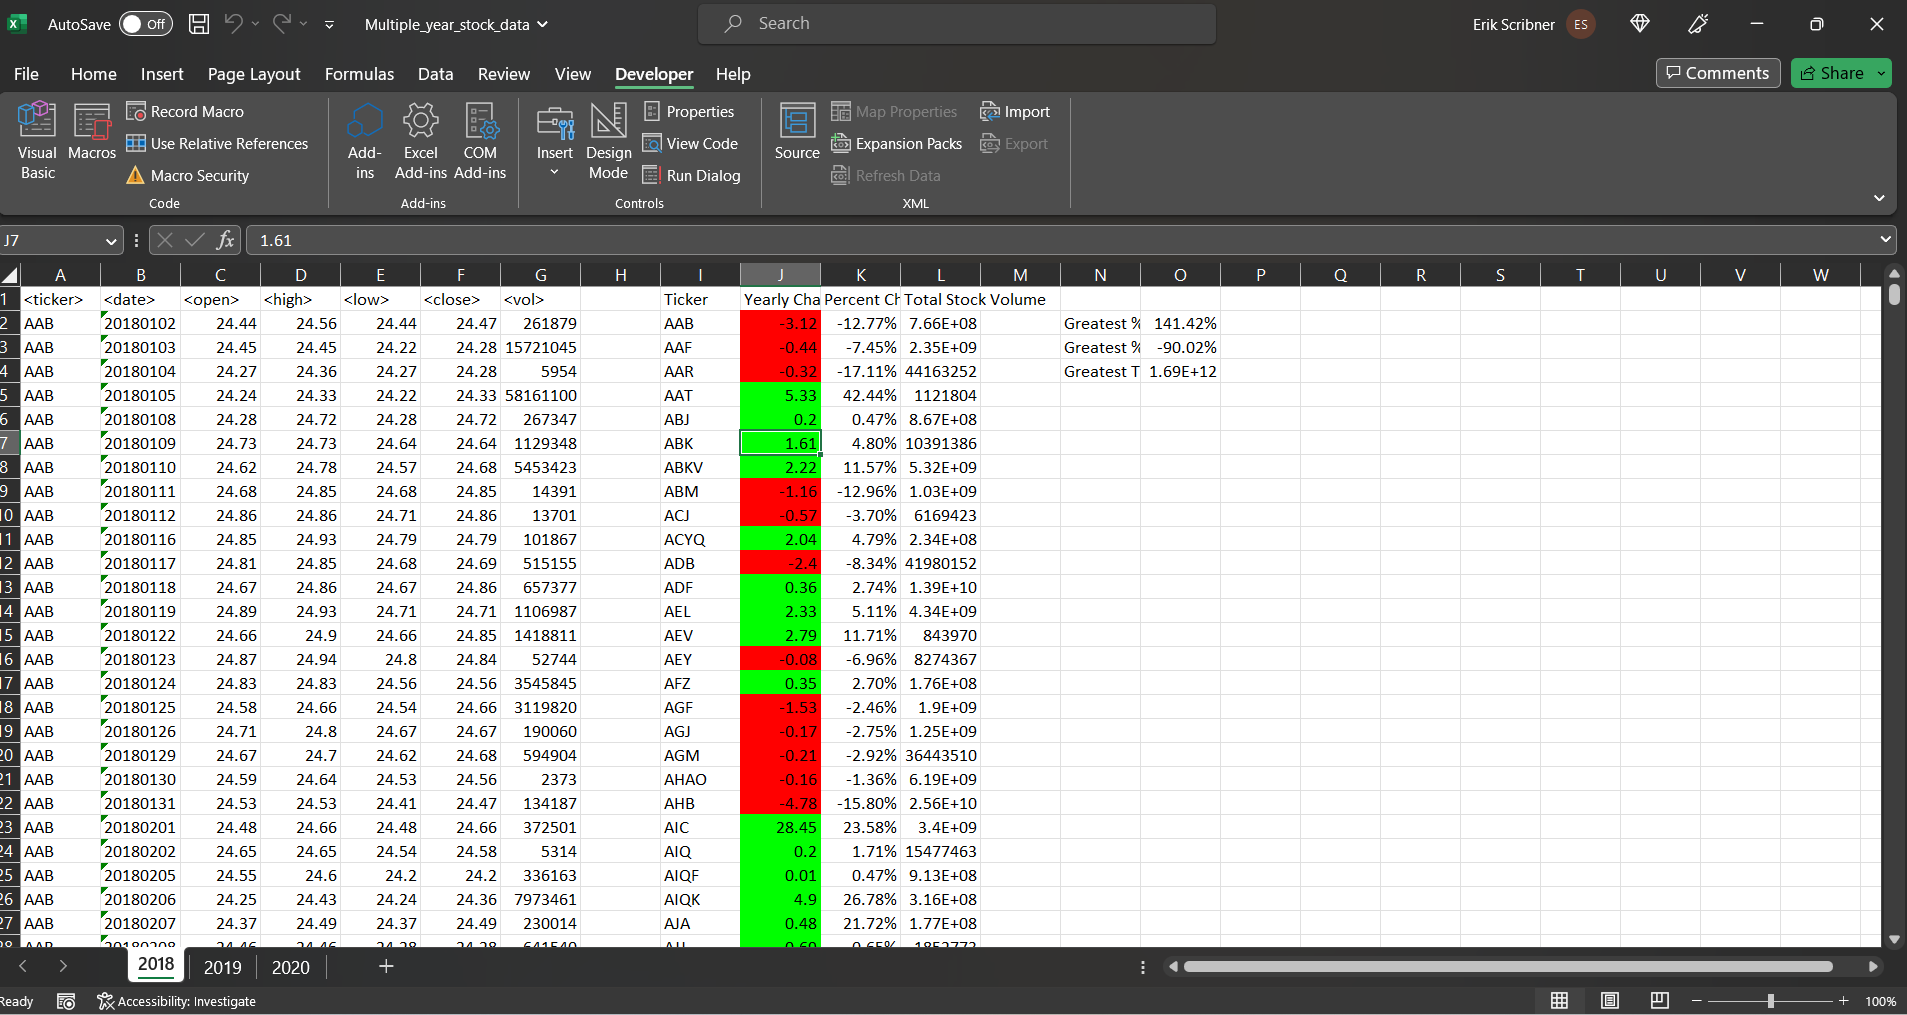 AutoSave Off Multiple_year_stock_data Search Erik Scribner ES
File Home Insert Page Layout Formulas Data Review View Developer Help Comments Share
Visual Basic Macros Record Macro Use Relative References Macro Security
Code
Add-ins Excel Add-ins COM Add-ins
Add-ins
Insert Design Mode Properties View Code Run Dialog
Controls
Source Map Properties Expansion Packs Refresh Data Import Export
XML
J7 fx 1.61
A B C D E F G H I J K L M N O P Q R S T U V W
1 <ticker> <date> <open> <high> <low> <close> <vol> Ticker Yearly Cha Percent Ch Total Stock Volume
2 AAB 20180102 24.44 24.56 24.44 24.47 261879 AAB -3.12 -12.77% 7.66E+08 Greatest % 141.42%
3 AAB 20180103 24.45 24.45 24.22 24.28 15721045 AAF -0.44 -7.45% 2.35E+09 Greatest % -90.02%
4 AAB 20180104 24.27 24.36 24.27 24.28 5954 AAR -0.32 -17.11% 44163252 Greatest T 1.69E+12
5 AAB 20180105 24.24 24.33 24.22 24.33 58161100 AAT 5.33 42.44% 1121804
6 AAB 20180108 24.28 24.72 24.28 24.72 267347 ABJ 0.2 0.47% 8.67E+08
7 AAB 20180109 24.73 24.73 24.64 24.64 1129348 ABK 1.61 4.80% 10391386
8 AAB 20180110 24.62 24.78 24.57 24.68 5453423 ABKV 2.22 11.57% 5.32E+09
9 AAB 20180111 24.68 24.85 24.68 24.85 14391 ABM -1.16 -12.96% 1.03E+09
10 AAB 20180112 24.86 24.86 24.71 24.86 13701 ACJ -0.57 -3.70% 6169423
11 AAB 20180116 24.85 24.93 24.79 24.79 101867 ACYQ 2.04 4.79% 2.34E+08
12 AAB 20180117 24.81 24.85 24.68 24.69 515155 ADB -2.4 -8.34% 41980152
13 AAB 20180118 24.67 24.86 24.67 24.86 657377 ADF 0.36 2.74% 1.39E+10
14 AAB 20180119 24.89 24.93 24.71 24.71 1106987 AEL 2.33 5.11% 4.34E+09
15 AAB 20180122 24.66 24.9 24.66 24.85 1418811 AEV 2.79 11.71% 843970
16 AAB 20180123 24.87 24.94 24.8 24.84 52744 AEY -0.08 -6.96% 8274367
17 AAB 20180124 24.83 24.83 24.56 24.56 3545845 AFZ 0.35 2.70% 1.76E+08
18 AAB 20180125 24.58 24.66 24.54 24.66 3119820 AGF -1.53 -2.46% 1.9E+09
19 AAB 20180126 24.71 24.8 24.67 24.67 190060 AGJ -0.17 -2.75% 1.25E+09
20 AAB 20180129 24.67 24.7 24.62 24.68 594904 AGM -0.21 -2.92% 36443510
21 AAB 20180130 24.59 24.64 24.53 24.56 2373 AHAO -0.16 -1.36% 6.19E+09
22 AAB 20180131 24.53 24.53 24.41 24.47 134187 AHB -4.78 -15.80% 2.56E+10
23 AAB 20180201 24.48 24.66 24.48 24.66 372501 AIC 28.45 23.58% 3.4E+09
24 AAB 20180202 24.65 24.65 24.54 24.58 5314 AIQ 0.2 1.71% 15477463
25 AAB 20180205 24.55 24.6 24.2 24.2 336163 AIQF 0.01 0.47% 9.13E+08
26 AAB 20180206 24.25 24.43 24.24 24.36 7973461 AIQK 4.9 26.78% 3.16E+08
27 AAB 20180207 24.37 24.49 24.37 24.49 230014 AJA 0.48 21.72% 1.77E+08
2018 2019 2020
Ready Accessibility: Investigate 100%